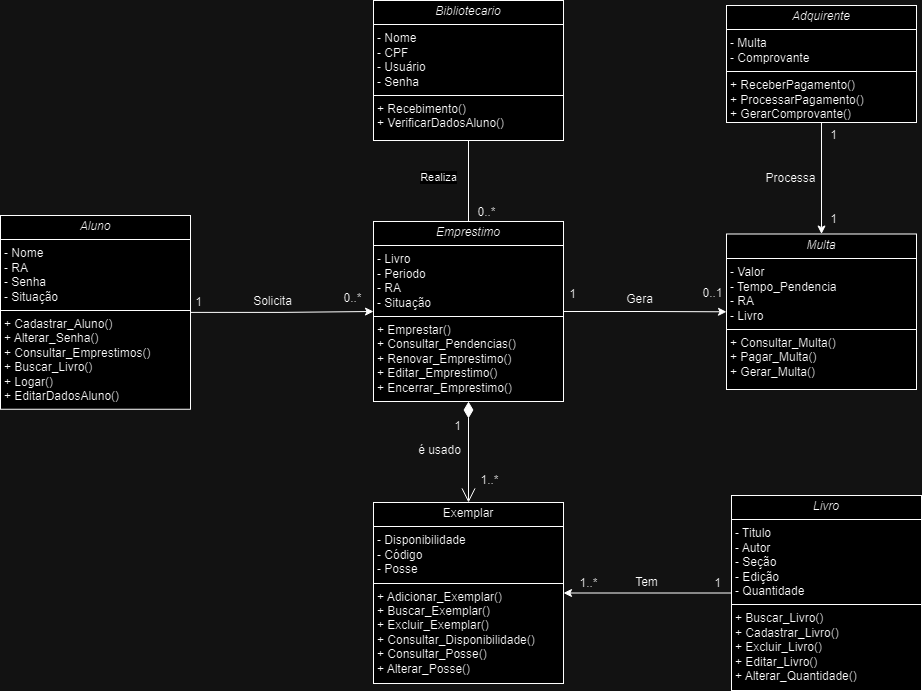 Bibliotecario
- Nome
- CPF
- Usuário
- Senha
+ Recebimento()
+ VerificarDadosAluno()
Adquirente
- Multa
- Comprovante
+ ReceberPagamento()
+ ProcessarPagamento()
+ GerarComprovante()
Realiza
0..*
1
Processa
1
Aluno
- Nome
- RA
- Senha
- Situação
+ Cadastrar_Aluno()
+ Alterar_Senha()
+ Consultar_Emprestimos()
+ Buscar_Livro()
+ Logar()
+ EditarDadosAluno()
1
Solicita
0..*
Emprestimo
- Livro
- Periodo
- RA
- Situação
+ Emprestar()
+ Consultar_Pendencias()
+ Renovar_Emprestimo()
+ Editar_Emprestimo()
+ Encerrar_Emprestimo()
1
Gera
0..1
Multa
- Valor
- Tempo_Pendencia
- RA
- Livro
+ Consultar_Multa()
+ Pagar_Multa()
+ Gerar_Multa()
1
é usado
1..*
Exemplar
- Disponibilidade
- Código
- Posse
+ Adicionar_Exemplar()
+ Buscar_Exemplar()
+ Excluir_Exemplar()
+ Consultar_Disponibilidade()
+ Consultar_Posse()
+ Alterar_Posse()
1..*
Tem
1
Livro
- Titulo
- Autor
- Seção
- Edição
- Quantidade
+ Buscar_Livro()
+ Cadastrar_Livro()
+ Excluir_Livro()
+ Editar_Livro()
+ Alterar_Quantidade()